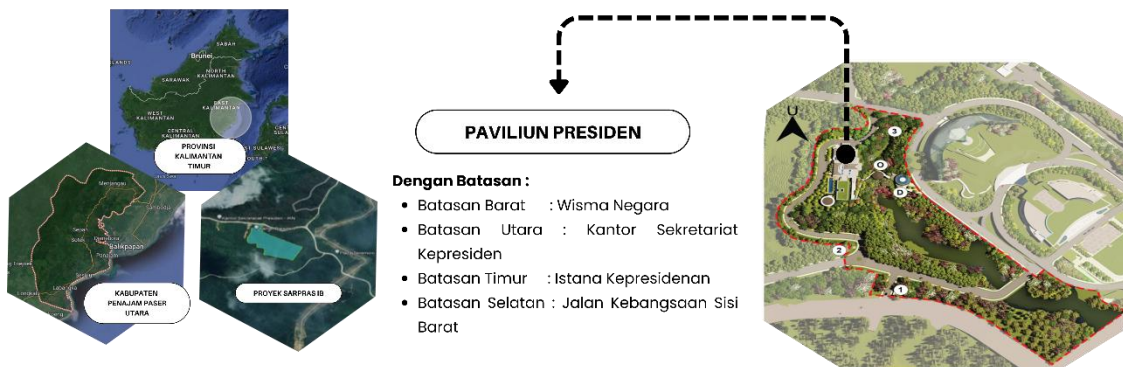 SABAH
Brunei
NORTH
KALIMANTAN
SARAWAK
EAST
KALIMANTAN
WEST
KALIMANTAN
CENTRAL
KALIMANTAN
PROVINSI
KALIMANTAN
TIMUR
Balikpapan
Penajam
KABUPATEN
PENAJAM PASER
UTARA
PROYEK SARPRAS IB
PAVILIUN PRESIDEN
Dengan Batasan :
• Batasan Barat : Wisma Negara
• Batasan Utara : Kantor Sekretariat
Kepresiden
• Batasan Timur : Istana Kepresidenan
• Batasan Selatan : Jalan Kebangsaan Sisi
Barat
U
3
O
D
2
1